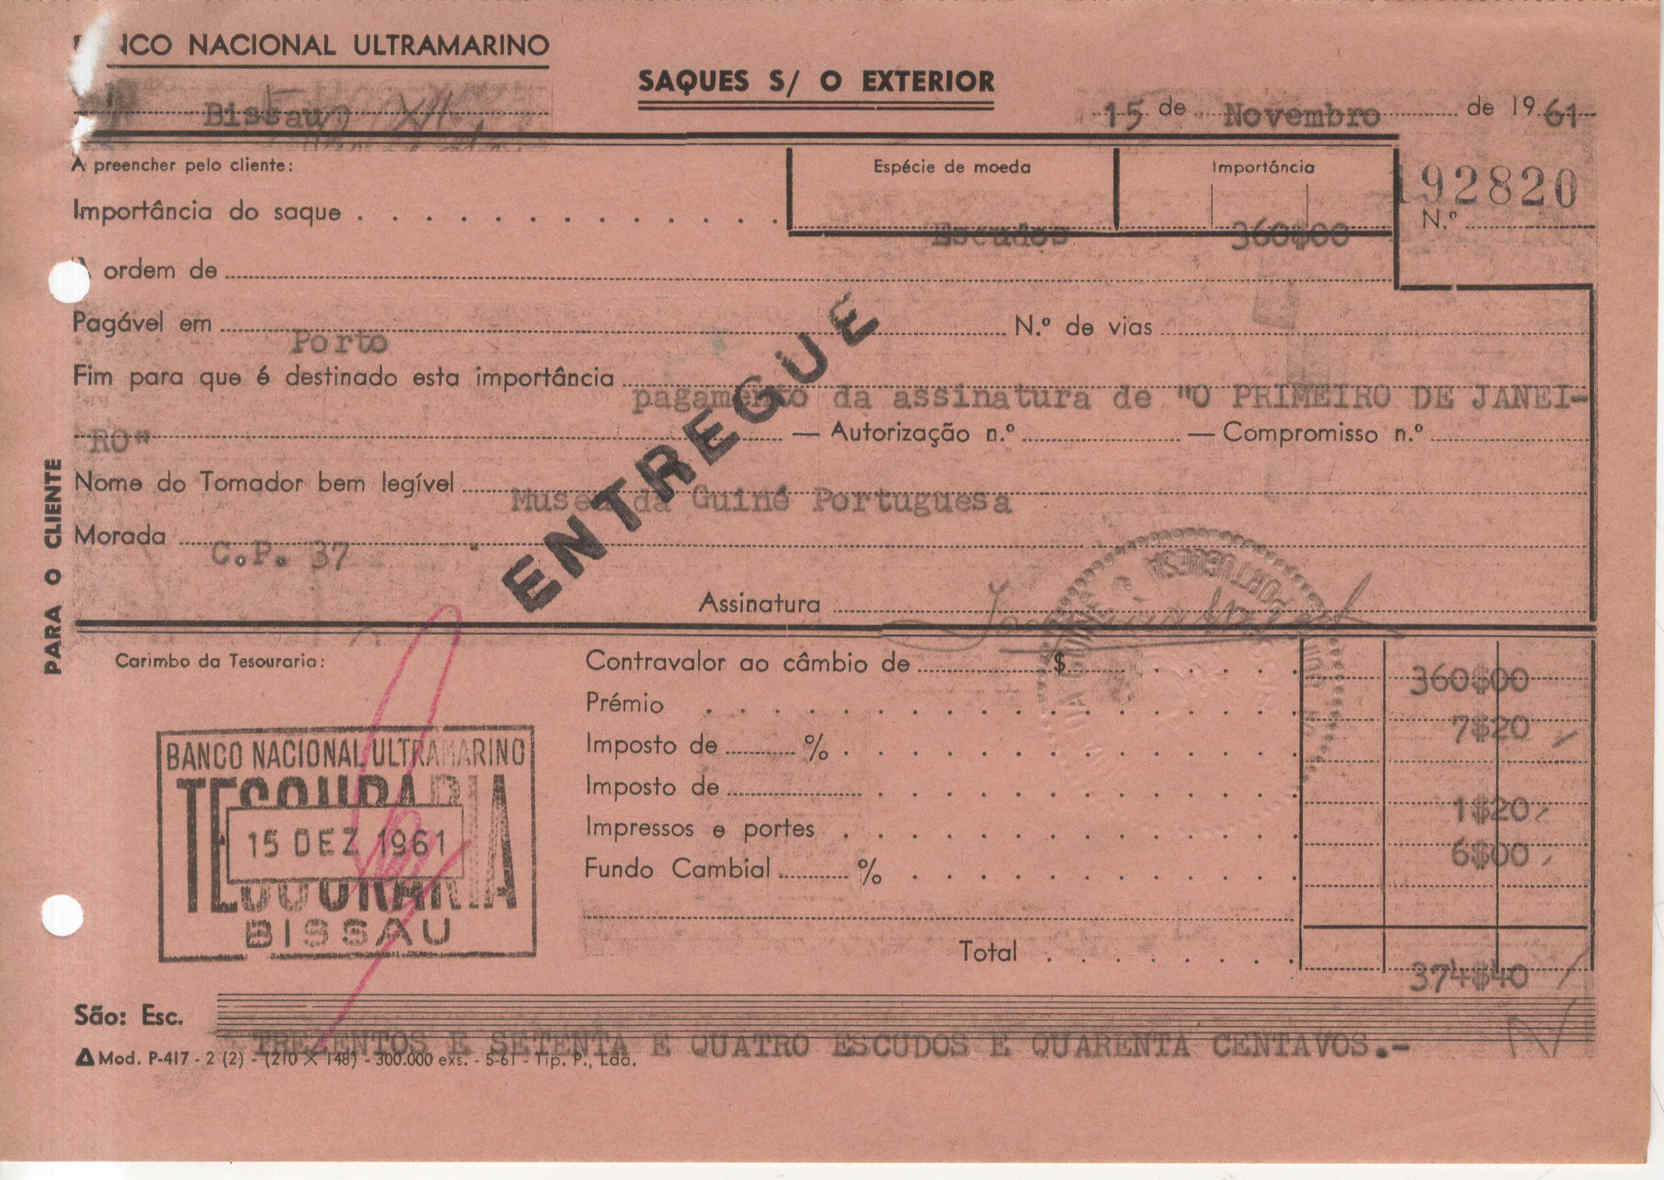 BANCO NACIONAL ULTRAMARINO
SAQUES S/ O EXTERIOR
Bissau
15 de Novembro de 1961
A preencher pelo cliente:
Espécie de moeda
Importância
192820
Importância do saque
Escudos
360$00
N.º
À ordem de
Pagável em Porto N.º de vias
Fim para que é destinado esta importância pagamento da assinatura de "O PRIMEIRO DE JANEI-
RO" — Autorização n.º — Compromisso n.º
Nome do Tomador bem legível Museu da Guiné Portuguesa
Morada C.P. 37
ENTREGUE
Assinatura
PARA O CLIENTE
Carimbo da Tesouraria:
Contravalor ao câmbio de $ 360$00
Prémio 7$20
Imposto de %
Imposto de 1$20
Impressos e portes 6$00
Fundo Cambial %
Total 374$40
BANCO NACIONAL ULTRAMARINO
TESOURARIA
15 DEZ 1961
TESOURARIA
BISSAU
São: Esc.
TREZENTOS E SETENTA E QUATRO ESCUDOS E QUARENTA CENTAVOS.-
Mod. P-417 - 2 (2) - (210 X 148) - 300.000 exs. - 5-61 - Tip. P., Lda.